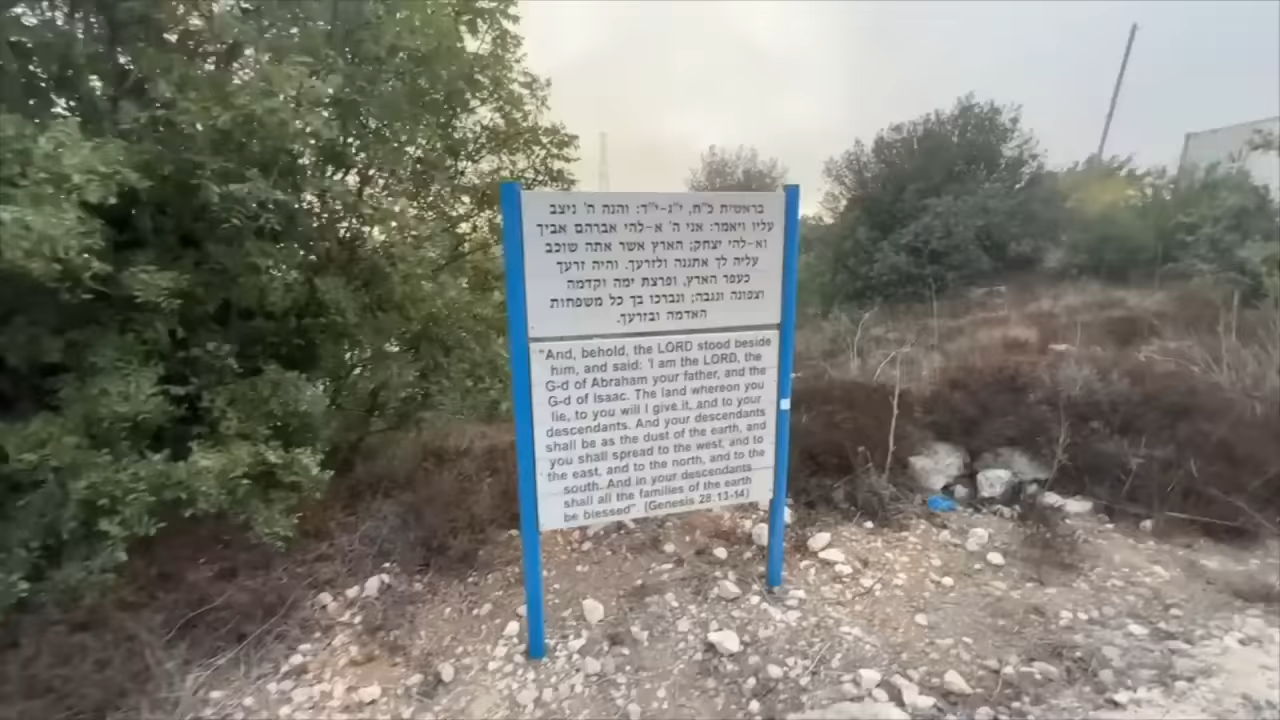 בראשית כ"ח, י"ג-י"ד: והנה ה' ניצב
עליו ויאמר: אני ה' א-להי אברהם אביך
וא-להי יצחק; הארץ אשר אתה שוכב
עליה לך אתננה ולזרעך. והיה זרעך
כעפר הארץ, ופרצת ימה וקדמה
וצפונה ונגבה; ונברכו בך כל משפחות
האדמה ובזרעך.
"And, behold, the LORD stood beside
him, and said: 'I am the LORD, the
G-d of Abraham your father, and the
G-d of Isaac. The land whereon you
lie, to you will I give it, and to your
descendants. And your descendants
shall be as the dust of the earth, and
you shall spread to the west, and to
the east, and to the north, and to the
south. And in your descendants
shall all the families of the earth
be blessed". (Genesis 28:13-14)